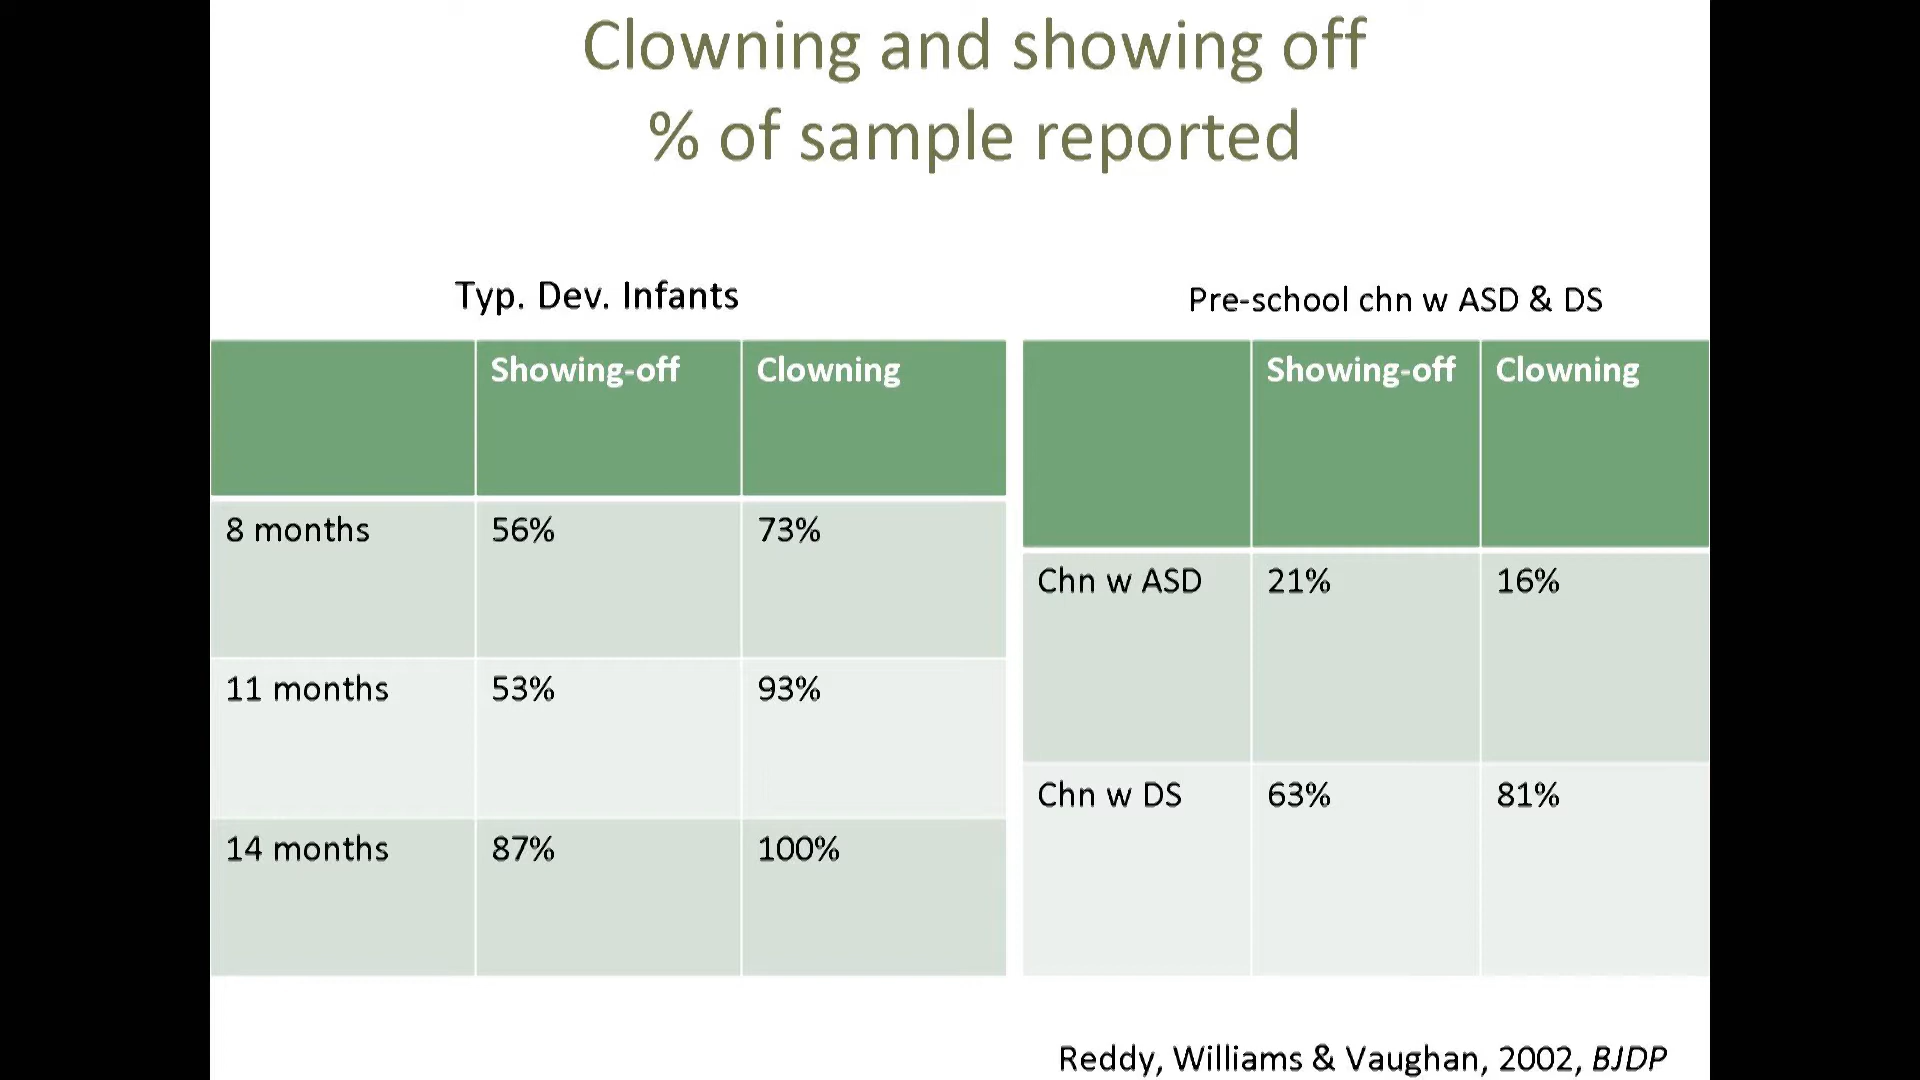 Clowning and showing off
% of sample reported
Typ. Dev. Infants
Showing-off Clowning
8 months 56% 73%
11 months 53% 93%
14 months 87% 100%
Pre-school chn w ASD & DS
Showing-off Clowning
Chn w ASD 21% 16%
Chn w DS 63% 81%
Reddy, Williams & Vaughan, 2002, BJDP